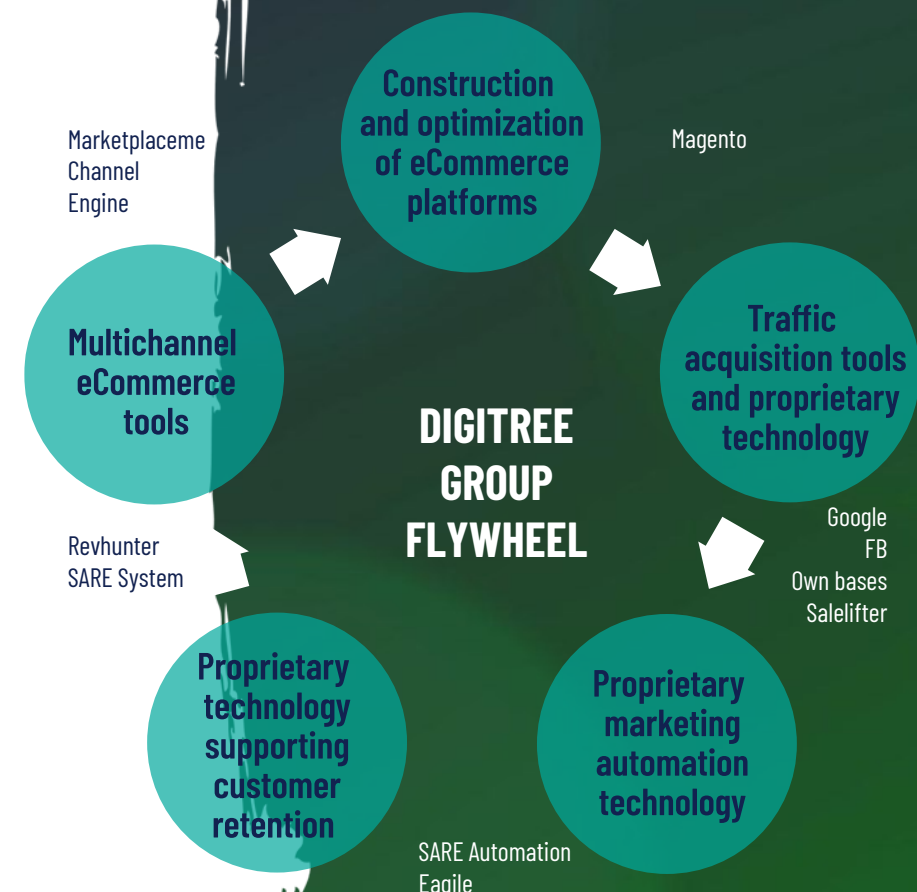 Construction
and optimization
of eCommerce
platforms
Magento
Traffic
acquisition tools
and proprietary
technology
Google
FB
Own bases
Salelifter
Proprietary
marketing
automation
technology
SARE Automation
Eagile
Proprietary
technology
supporting
customer
retention
Revhunter
SARE System
Multichannel
eCommerce
tools
Marketplaceme
Channel
Engine
DIGITREE
GROUP
FLYWHEEL